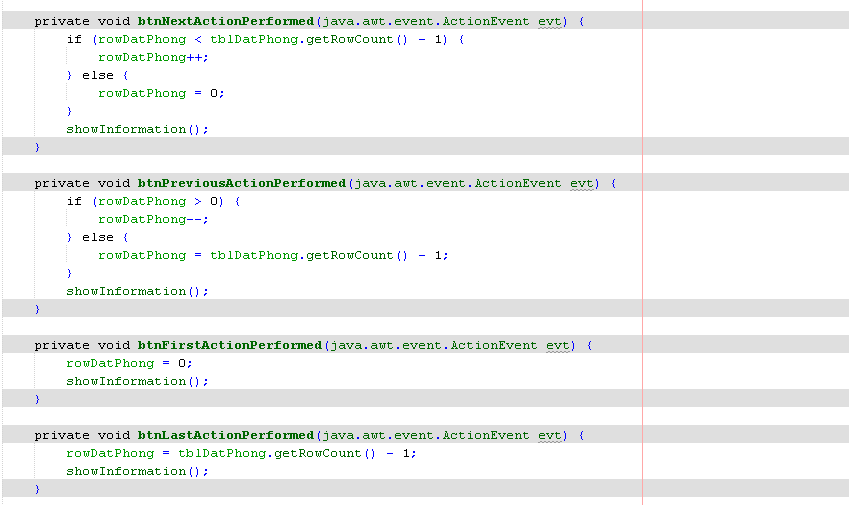 private void btnNextActionPerformed(java.awt.event.ActionEvent evt) {
if (rowDatPhong < tblDatPhong.getRowCount() - 1) {
rowDatPhong++;
} else {
rowDatPhong = 0;
}
showInformation();
}
private void btnPreviousActionPerformed(java.awt.event.ActionEvent evt) {
if (rowDatPhong > 0) {
rowDatPhong--;
} else {
rowDatPhong = tblDatPhong.getRowCount() - 1;
}
showInformation();
}
private void btnFirstActionPerformed(java.awt.event.ActionEvent evt) {
rowDatPhong = 0;
showInformation();
}
private void btnLastActionPerformed(java.awt.event.ActionEvent evt) {
rowDatPhong = tblDatPhong.getRowCount() - 1;
showInformation();
}